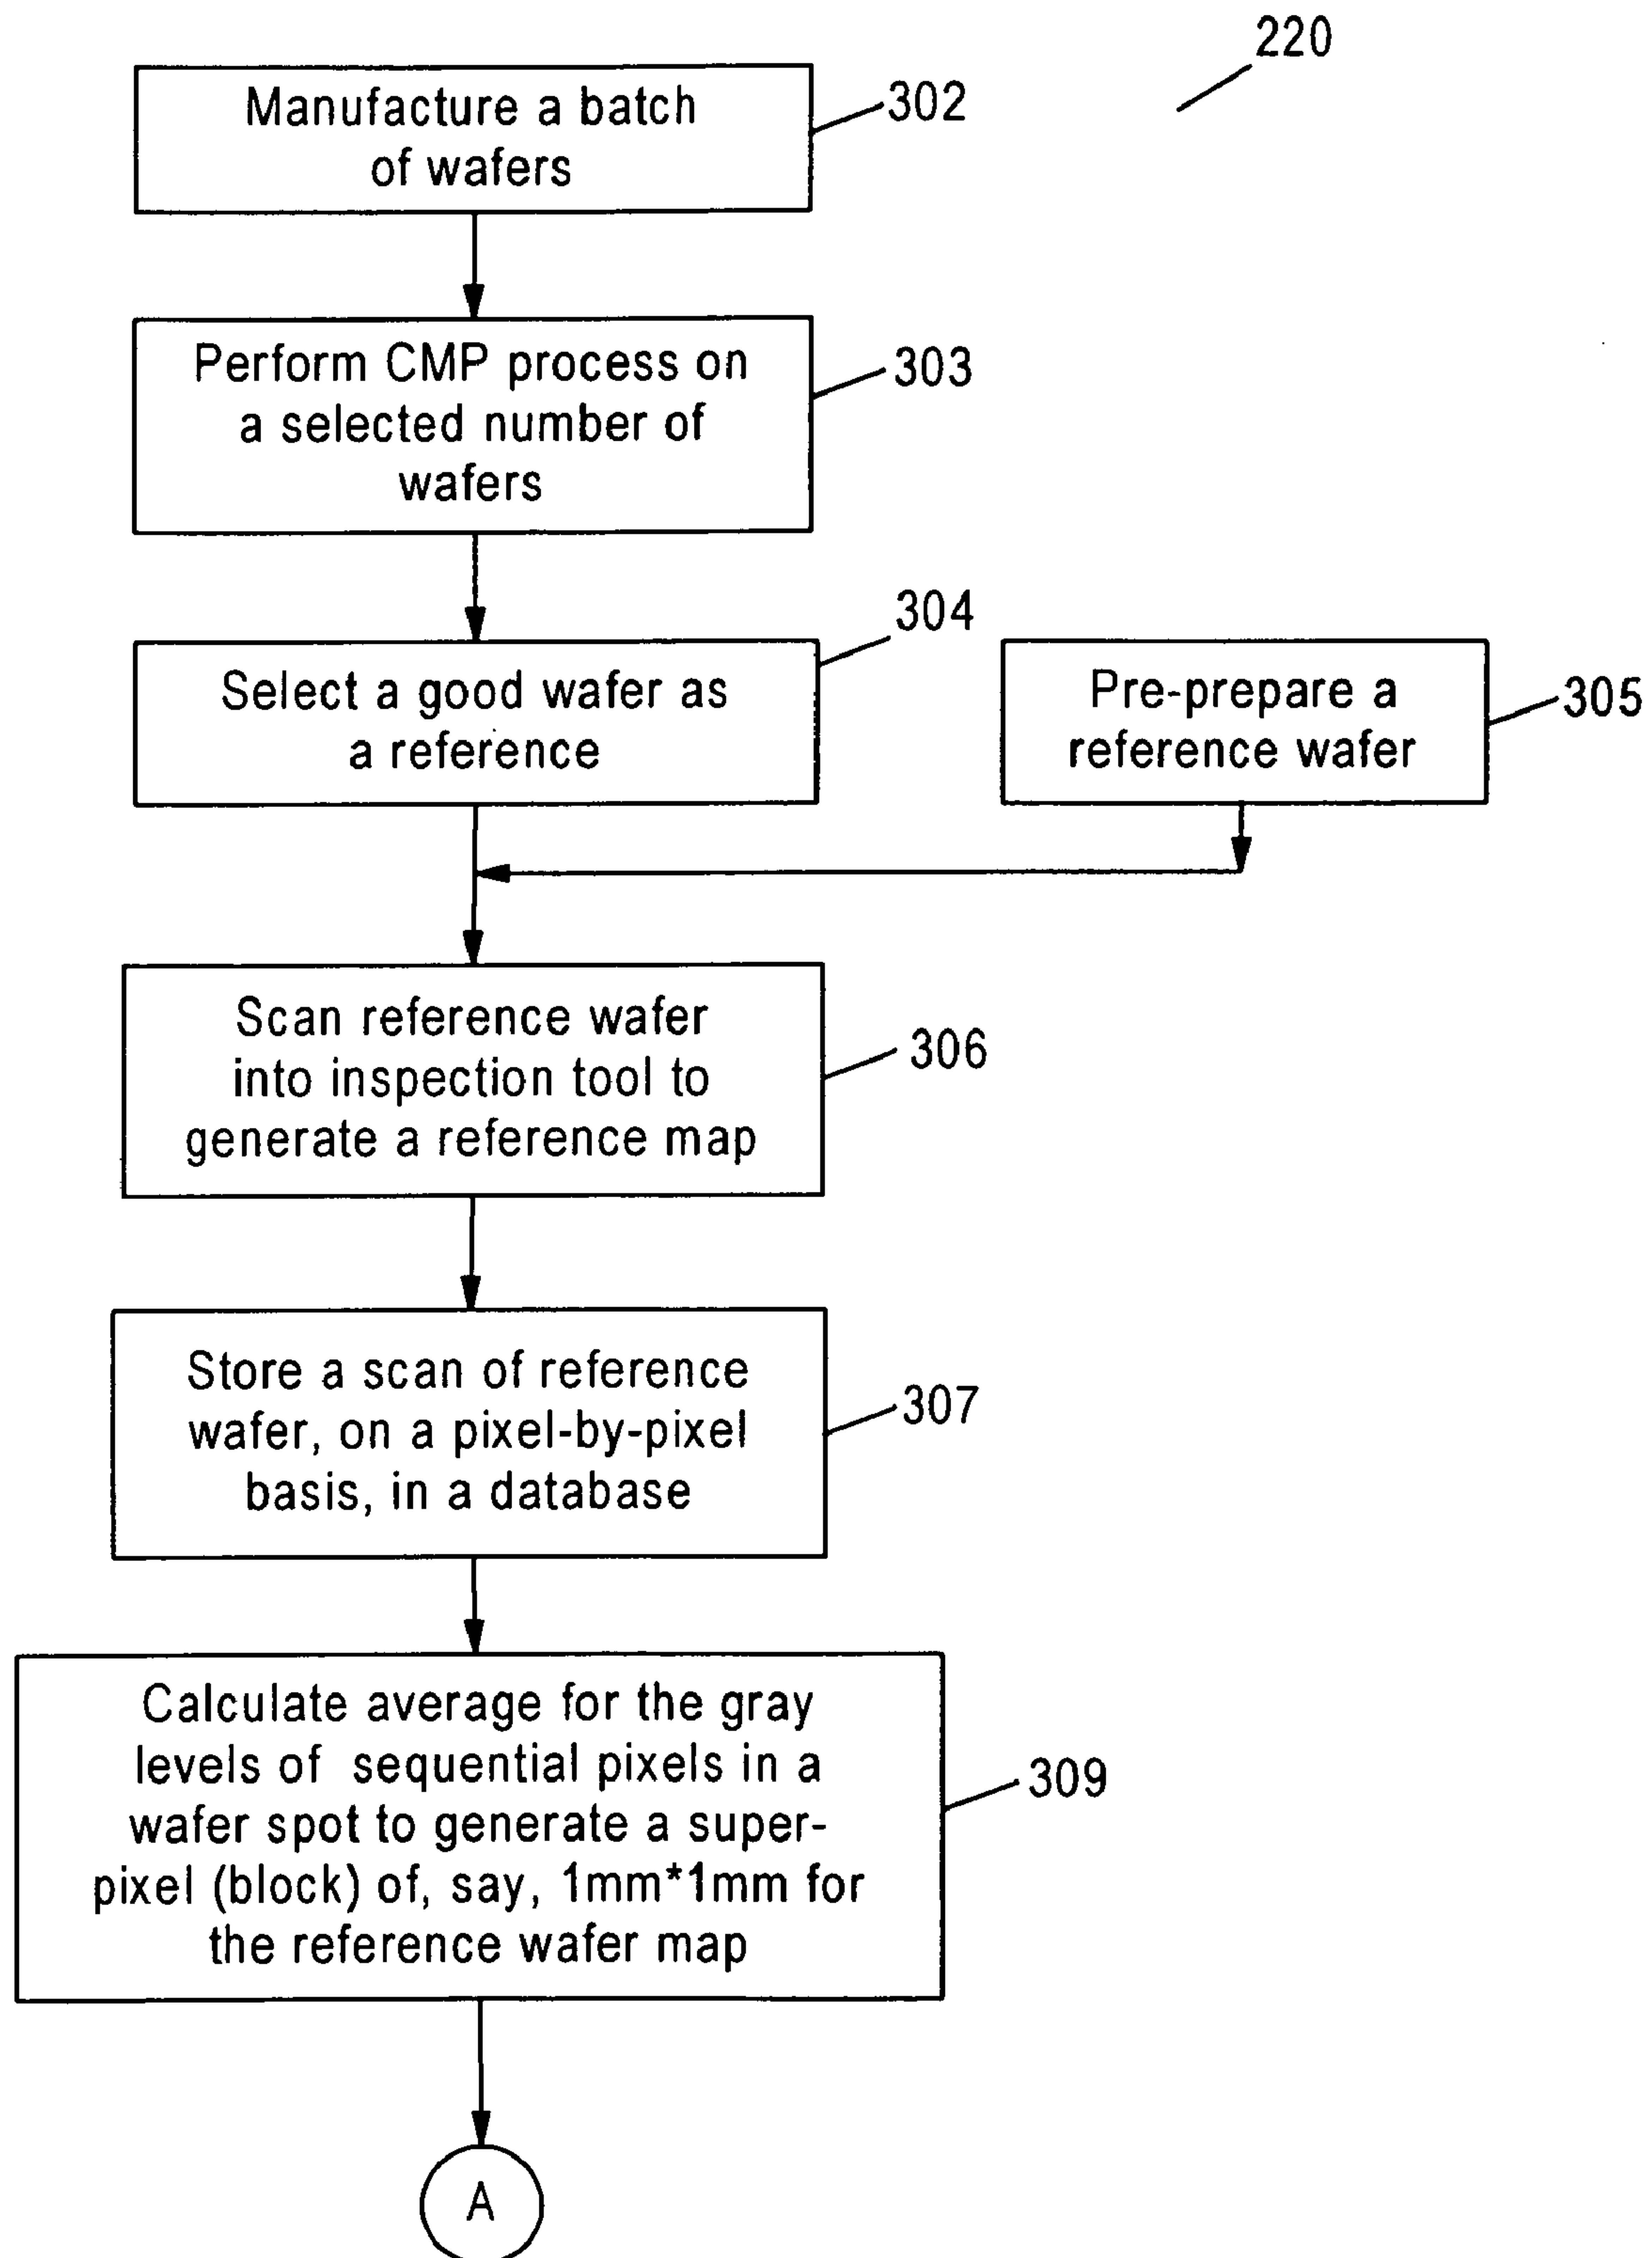 220
Manufacture a batch
of wafers
302
Perform CMP process on
a selected number of
wafers
303
304
Select a good wafer as
a reference
Pre-prepare a
reference wafer
305
Scan reference wafer
into inspection tool to
generate a reference map
306
Store a scan of reference
wafer, on a pixel-by-pixel
basis, in a database
307
Calculate average for the gray
levels of sequential pixels in a
wafer spot to generate a super-
pixel (block) of, say, 1mm*1mm for
the reference wafer map
309
A